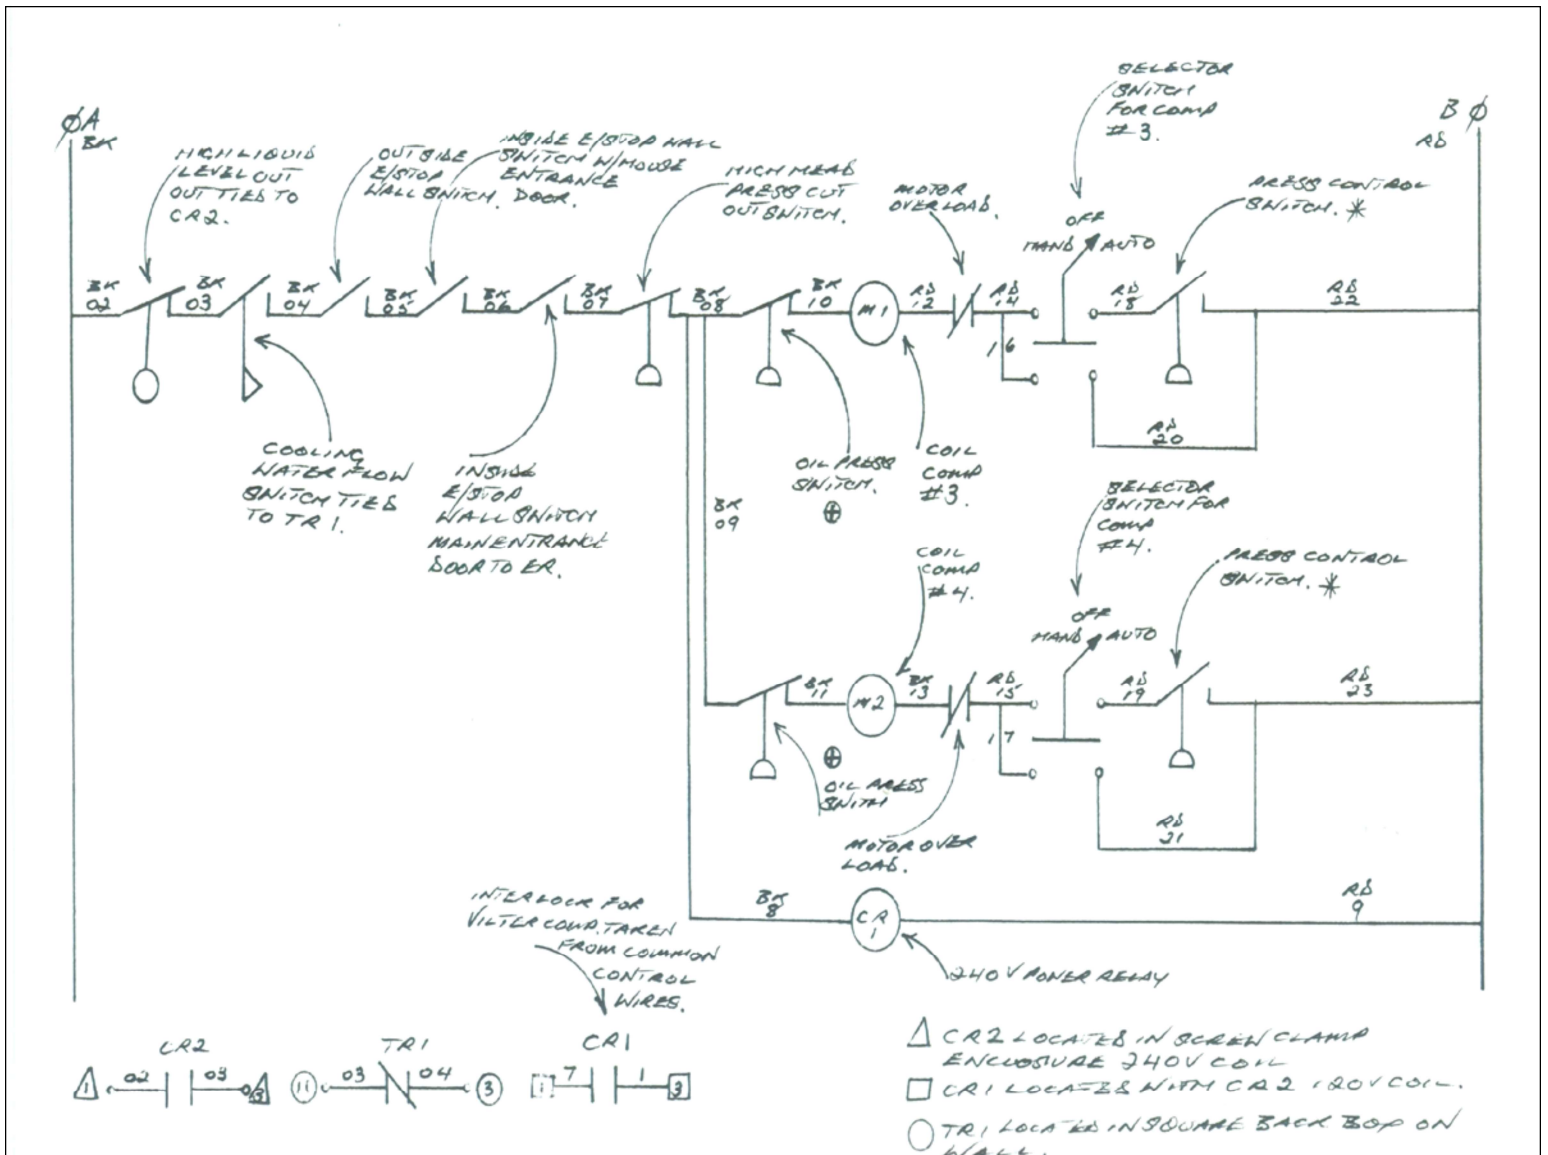 ØA
BK
B Ø
RD
HIGH LIQUID
LEVEL OUT
OUT TIED TO
CR2.
OUTSIDE
E/STOP
WALL SWITCH.
INSIDE E/STOP WALL
SWITCH W/HOUSE
ENTRANCE
DOOR.
HIGH HEAD
PRESS CUT
OUT SWITCH.
MOTOR
OVERLOAD.
SELECTOR
SWITCH
FOR COMP
#3.
PRESS CONTROL
SWITCH. *
OFF
HAND AUTO
BK
02
BK
03
BK
04
BK
05
BK
06
BK
07
BK
08
BK
10
M1
RD
12
RD
14
16
RD
18
RD
22
RD
20
COOLING
WATER FLOW
SWITCH TIED
TO TR1.
INSIDE
E/STOP
WALL SWITCH
MAIN ENTRANCE
DOOR TO ER.
OIL PRESS
SWITCH.
⊕
COIL
COMP
#3.
BK
09
SELECTOR
SWITCH FOR
COMP
#4.
COIL
COMP
#4.
PRESS CONTROL
SWITCH. *
OFF
HAND AUTO
BK
11
M2
BK
13
RD
15
17
RD
19
RD
23
RD
21
⊕
OIL PRESS
SWITH
MOTOR OVER
LOAD.
BK
8
CR
1
RD
9
240V POWER RELAY
INTERLOCK FOR
VILTER COMP. TAKEN
FROM COMMON
CONTROL
WIRES.
CR2
1 02 03
TR1
11 03 04 3
CR1
7 1 3
△ CR2 LOCATED IN SCREW CLAMP
ENCLOSURE 240V COIL
□ CR1 LOCATED WITH CR2 120V COIL.
○ TR1 LOCATED IN SQUARE BACK BOX ON
WALL.